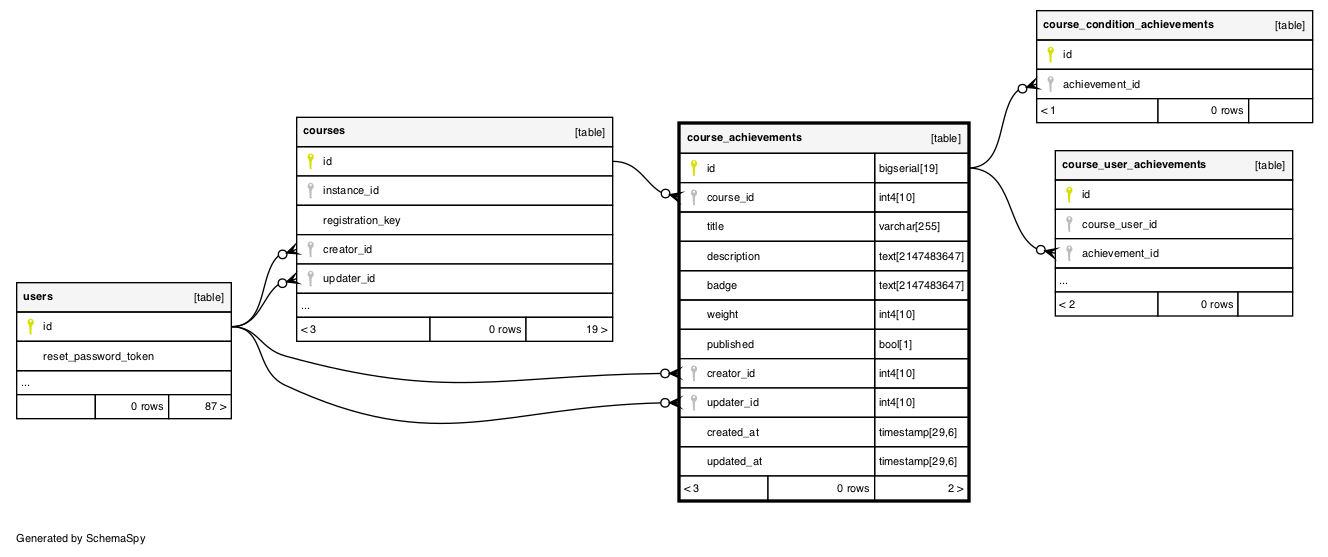 users [table]
id
reset_password_token
...
0 rows 87 >
courses [table]
id
instance_id
registration_key
creator_id
updater_id
...
< 3 0 rows 19 >
course_achievements [table]
id bigserial[19]
course_id int4[10]
title varchar[255]
description text[2147483647]
badge text[2147483647]
weight int4[10]
published bool[1]
creator_id int4[10]
updater_id int4[10]
created_at timestamp[29,6]
updated_at timestamp[29,6]
< 3 0 rows 2 >
course_condition_achievements [table]
id
achievement_id
< 1 0 rows
course_user_achievements [table]
id
course_user_id
achievement_id
...
< 2 0 rows
Generated by SchemaSpy